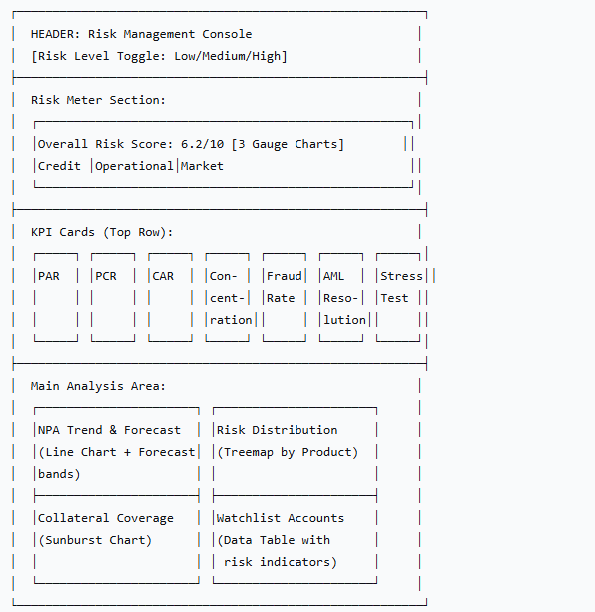 HEADER: Risk Management Console
[Risk Level Toggle: Low/Medium/High]
Risk Meter Section:
Overall Risk Score: 6.2/10 [3 Gauge Charts]
Credit |Operational|Market
KPI Cards (Top Row):
PAR PCR CAR Con- Fraud AML Stress
cent- Rate Reso- Test
ration lution
Main Analysis Area:
NPA Trend & Forecast Risk Distribution
(Line Chart + Forecast (Treemap by Product)
bands)
Collateral Coverage Watchlist Accounts
(Sunburst Chart) (Data Table with
risk indicators)